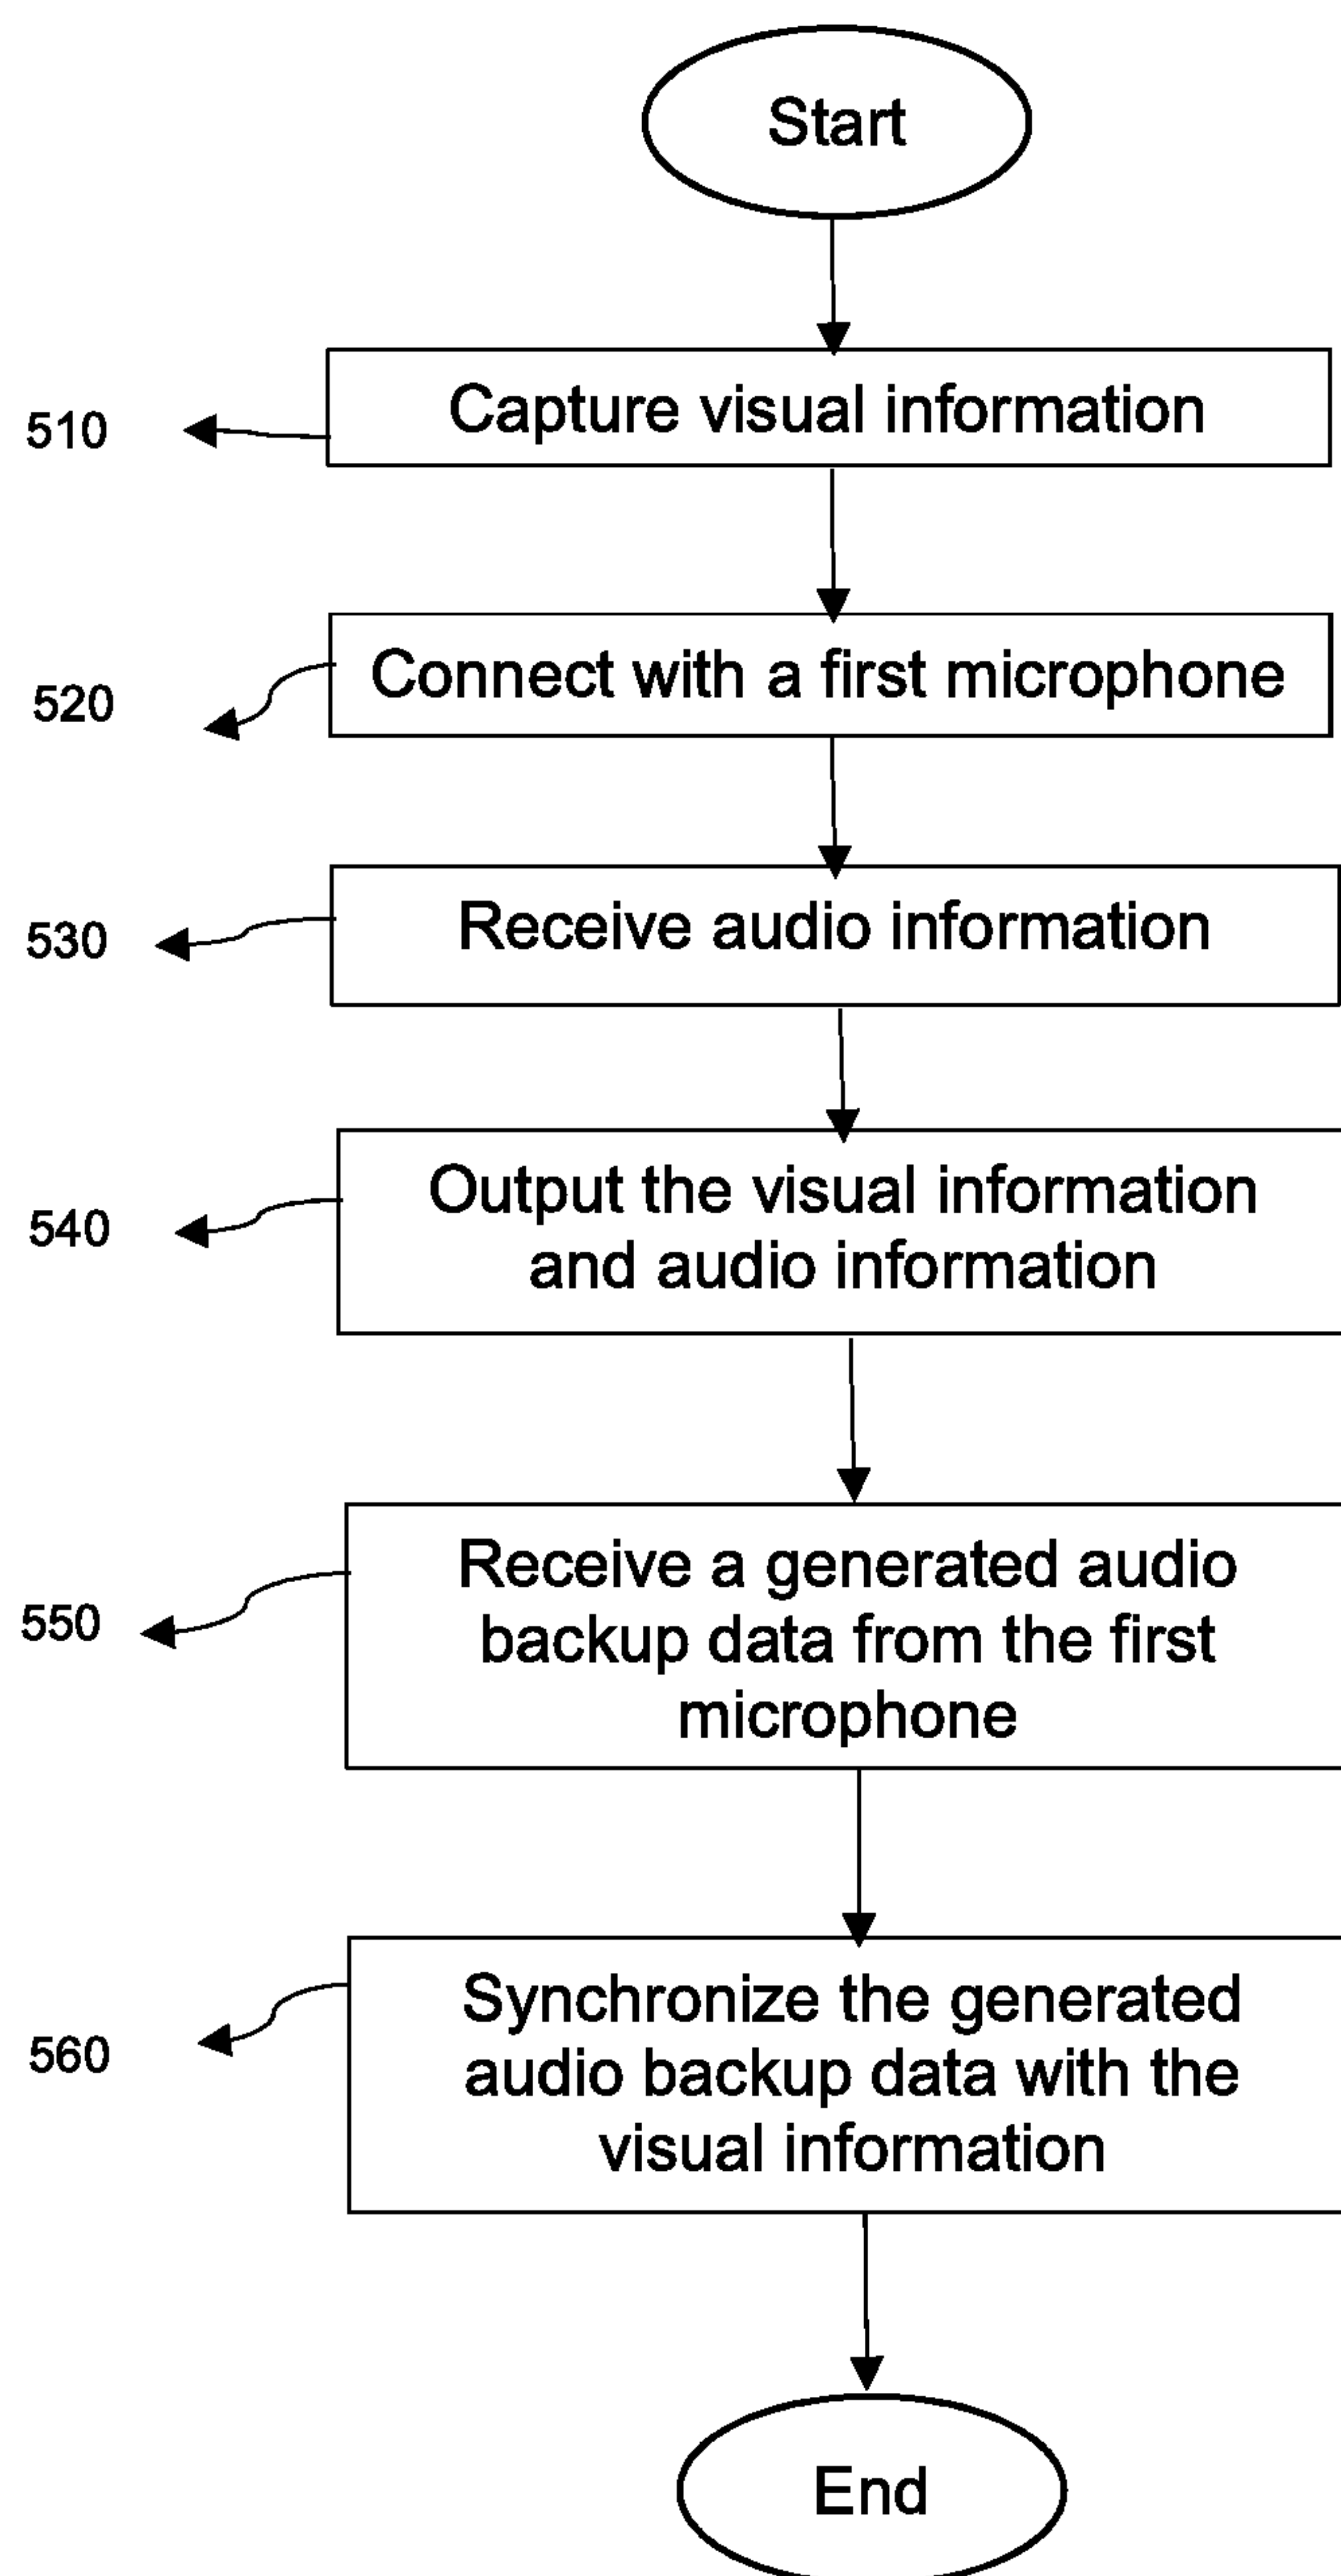 Start
510
Capture visual information
520
Connect with a first microphone
530
Receive audio information
540
Output the visual information
and audio information
550
Receive a generated audio
backup data from the first
microphone
560
Synchronize the generated
audio backup data with the
visual information
End